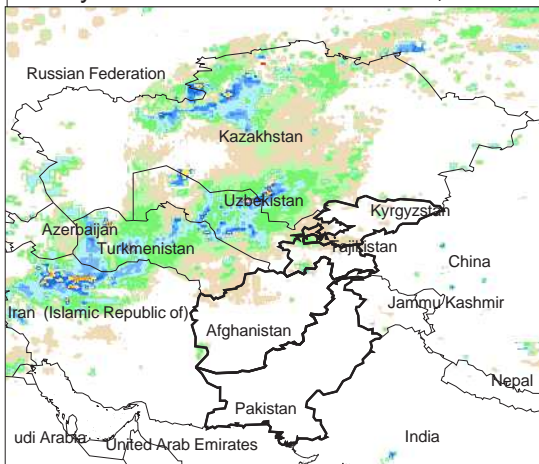 Russian Federation
Kazakhstan
Uzbekistan
Kyrgyzstan
Azerbaijan
Turkmenistan
Tajikistan
China
Iran (Islamic Republic of)
Jammu/Kashmir
Afghanistan
Nepal
Pakistan
udi Arabia
United Arab Emirates
India